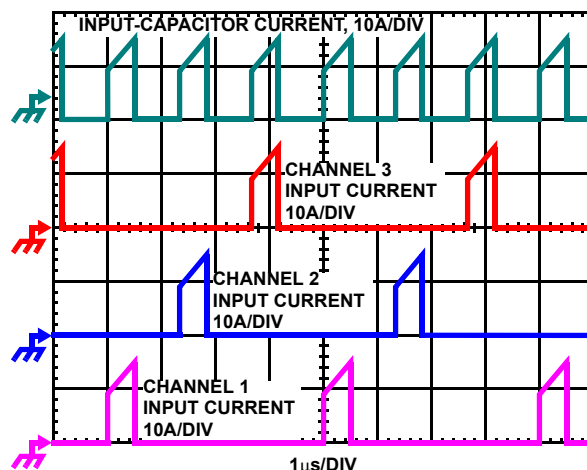 INPUT-CAPACITOR CURRENT, 10A/DIV
CHANNEL 3
INPUT CURRENT
10A/DIV
CHANNEL 2
INPUT CURRENT
10A/DIV
CHANNEL 1
INPUT CURRENT
10A/DIV
1μs/DIV